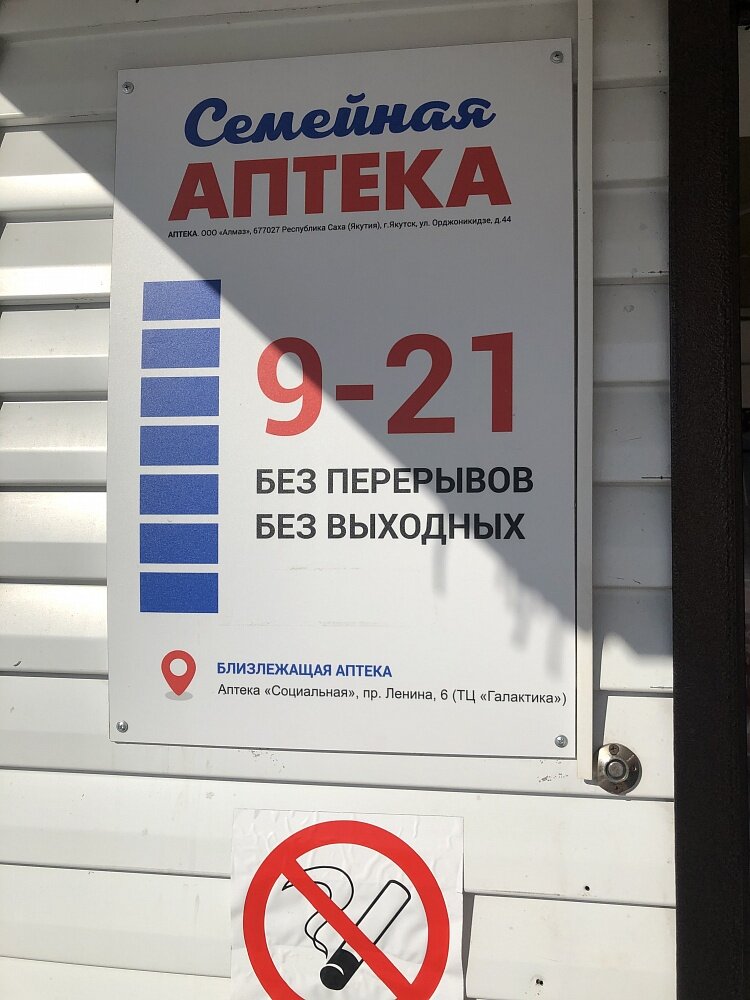 Семейная
АПТЕКА
АПТЕКА. ООО «Алмаз», 677027 Республика Саха (Якутия), г.Якутск, ул. Орджоникидзе, д.44
9-21
БЕЗ ПЕРЕРЫВОВ
БЕЗ ВЫХОДНЫХ
БЛИЗЛЕЖАЩАЯ АПТЕКА
Аптека «Социальная», пр. Ленина, 6 (ТЦ «Галактика»)